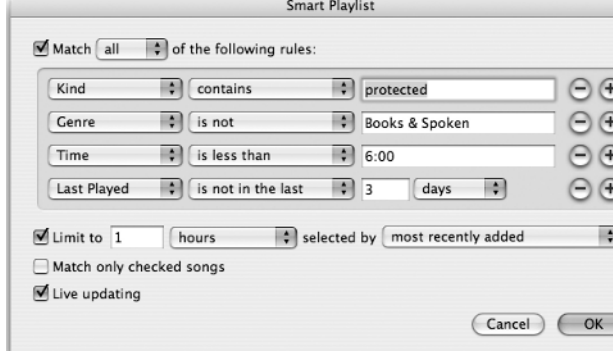 Smart Playlist
Match all of the following rules:
Kind contains protected
Genre is not Books & Spoken
Time is less than 6:00
Last Played is not in the last 3 days
Limit to 1 hours selected by most recently added
Match only checked songs
Live updating
Cancel OK